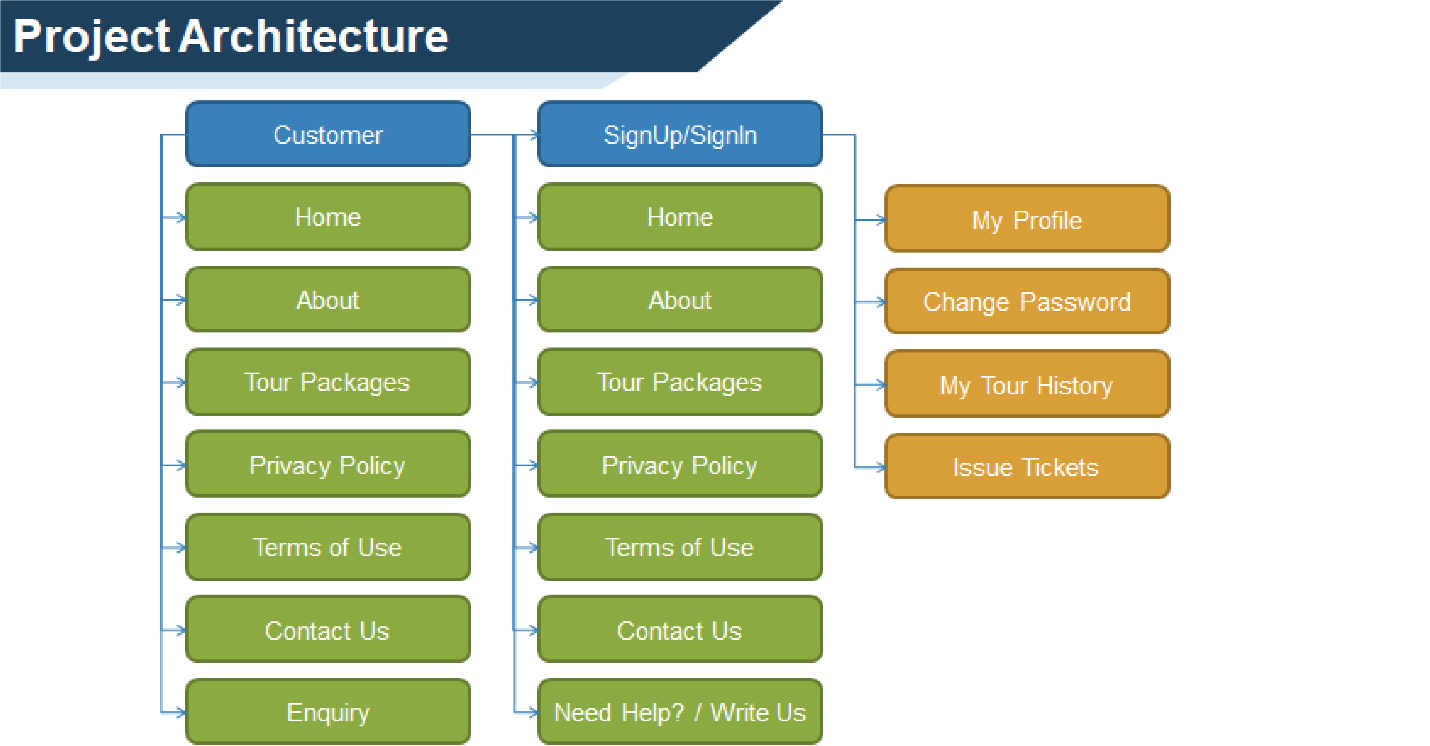 Project Architecture
Customer
Home
About
Tour Packages
Privacy Policy
Terms of Use
Contact Us
Enquiry
SignUp/SignIn
Home
About
Tour Packages
Privacy Policy
Terms of Use
Contact Us
Need Help? / Write Us
My Profile
Change Password
My Tour History
Issue Tickets